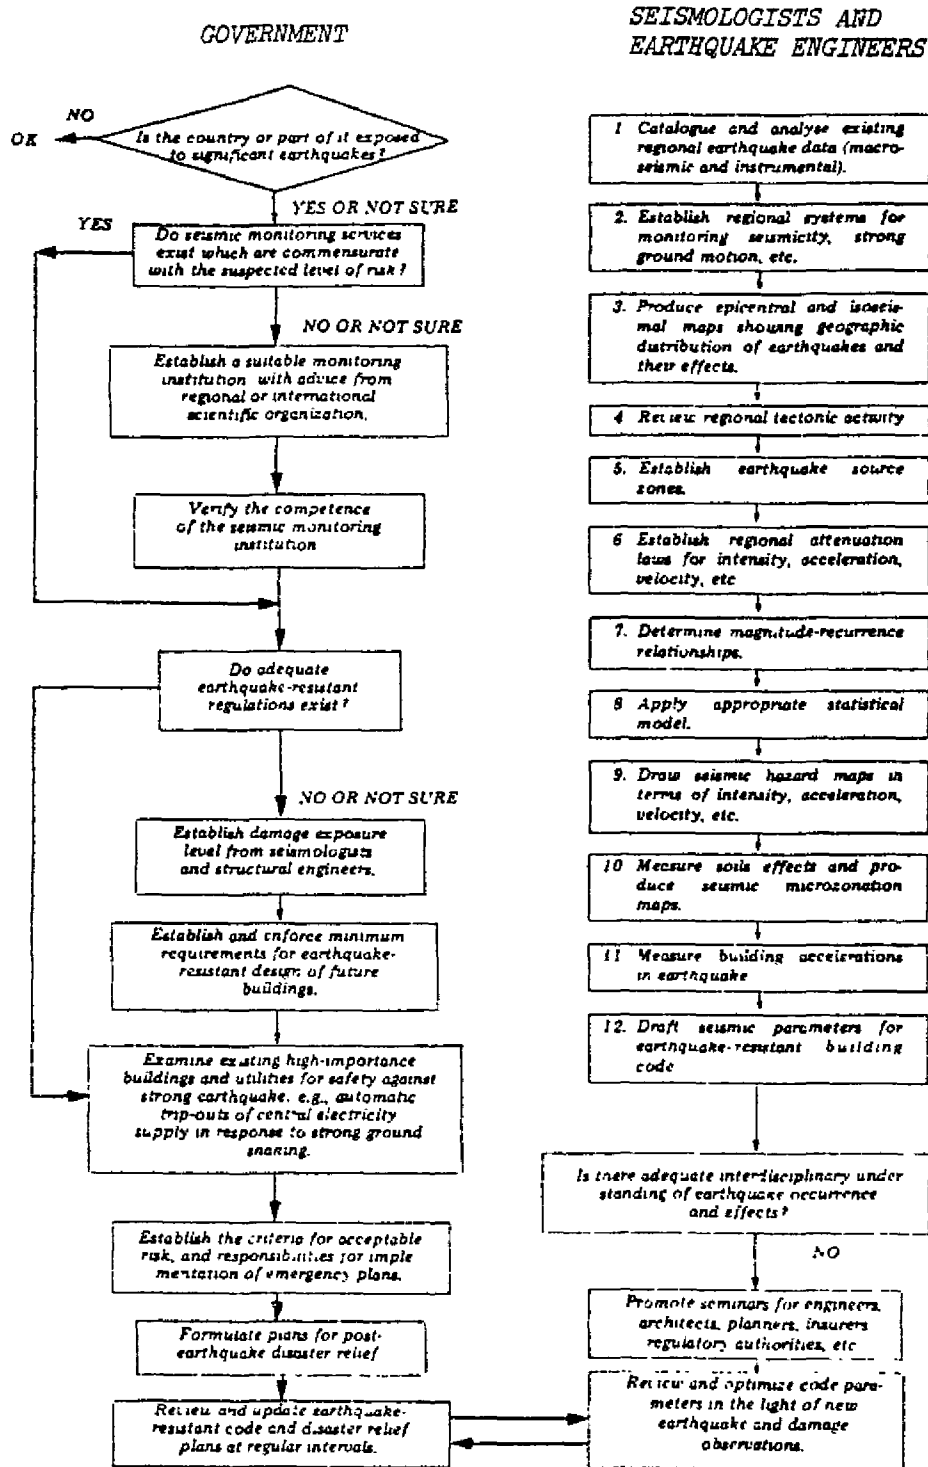 GOVERNMENT
NO
OK
Is the country or part of it exposed
to significant earthquakes?
YES OR NOT SURE
YES
Do seismic monitoring services
exist which are commensurate
with the suspected level of risk?
NO OR NOT SURE
Establish a suitable monitoring
institution with advice from
regional or international
scientific organization.
Verify the competence
of the seismic monitoring
institution
Do adequate
earthquake-resistant
regulations exist?
NO OR NOT SURE
Establish damage exposure
level from seismologists
and structural engineers.
Establish and enforce minimum
requirements for earthquake-
resistant design of future
buildings.
Examine existing high-importance
buildings and utilities for safety against
strong earthquake. e.g., automatic
trip-outs of central electricity
supply in response to strong ground
shaking.
Establish the criteria for acceptable
risk, and responsibilities for imple
mentation of emergency plans.
Formulate plans for post-
earthquake disaster relief
Review and update earthquake-
resistant code and disaster relief
plans at regular intervals.
SEISMOLOGISTS AND
EARTHQUAKE ENGINEERS
1 Catalogue and analyse existing
regional earthquake data (macro-
seismic and instrumental).
2. Establish regional systems for
monitoring seismicity, strong
ground motion, etc.
3. Produce epicentral and isoseis-
mal maps showing geographic
distribution of earthquakes and
their effects.
4 Review regional tectonic activity
5. Establish earthquake source
zones.
6 Establish regional attenuation
laws for intensity, acceleration,
velocity, etc
7. Determine magnitude-recurrence
relationships.
8 Apply appropriate statistical
model.
9. Draw seismic hazard maps in
terms of intensity, acceleration,
velocity, etc.
10 Measure soils effects and pro-
duce seismic microzonation
maps.
11 Measure building accelerations
in earthquake
12. Draft seismic parameters for
earthquake-resistant building
code
Is there adequate interdisciplinary under
standing of earthquake occurrence
and effects?
NO
Promote seminars for engineers,
architects, planners, insurers
regulatory authorities, etc
Review and optimize code para-
meters in the light of new
earthquake and damage
observations.